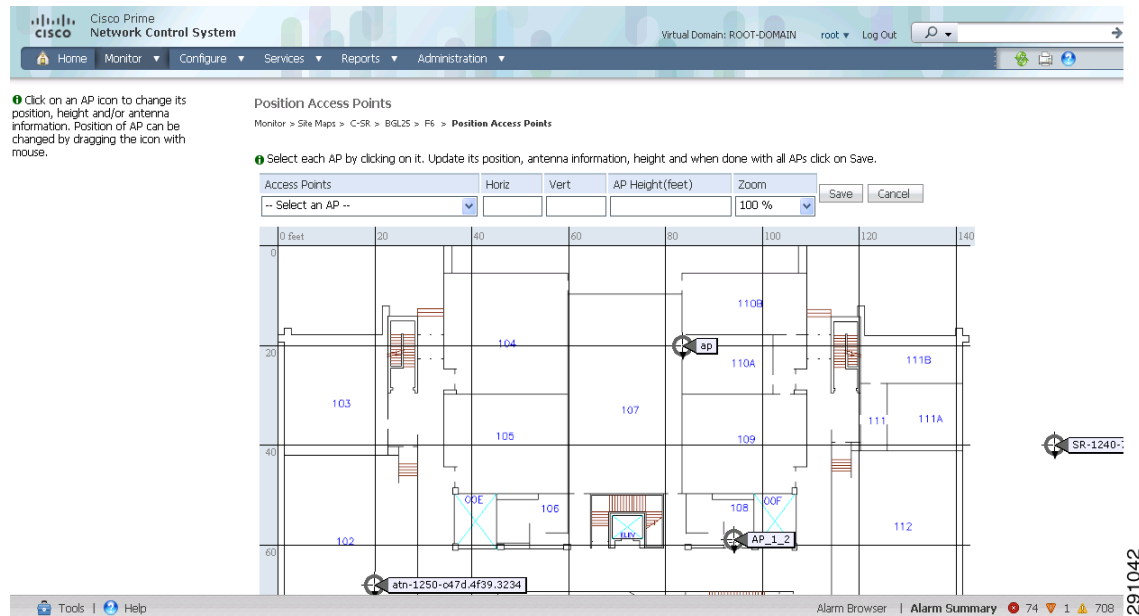 Cisco Prime
CISCO Network Control System
Virtual Domain: ROOT-DOMAIN root Log Out
Home Monitor Configure Services Reports Administration
Click on an AP icon to change its
position, height and/or antenna
information. Position of AP can be
changed by dragging the icon with
mouse.
Position Access Points
Monitor > Site Maps > C-SR > BGL25 > F6 > Position Access Points
Select each AP by clicking on it. Update its position, antenna information, height and when done with all APs click on Save.
Access Points Horiz Vert AP Height(feet) Zoom
-- Select an AP -- 100 % Save Cancel
0 feet 20 40 60 80 100 120 140
0
110B
104 ap
20 110A 111B
103 107 111 111A
105 109
40 SR-1240-
00E 106 108 00F
ELEV 112
102 AP_1_2
60
atn-1250-c47d.4f39.3234
Tools | Help Alarm Browser | Alarm Summary 74 1 708
291042